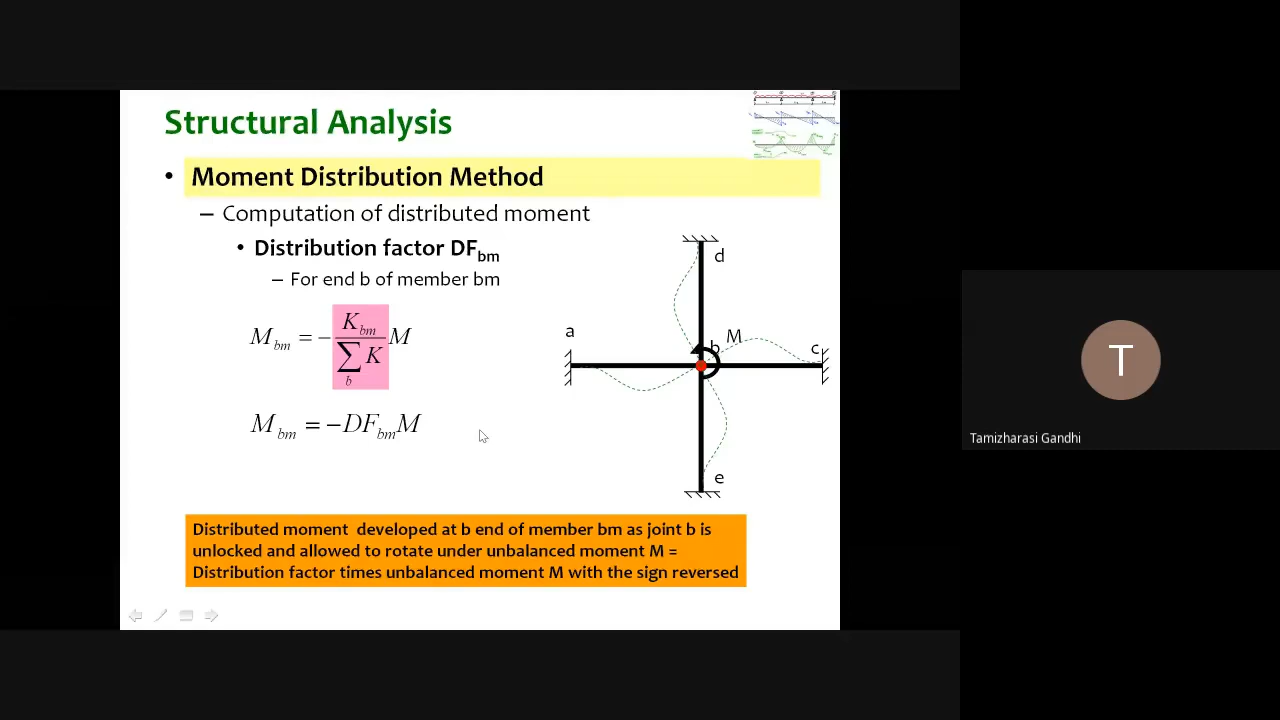 Structural Analysis
• Moment Distribution Method
– Computation of distributed moment
• Distribution factor DF_bm
– For end b of member bm
M_bm = − K_bm / ∑_b K M
M_bm = −DF_bm M
d
a
b
M
c
e
Distributed moment developed at b end of member bm as joint b is
unlocked and allowed to rotate under unbalanced moment M =
Distribution factor times unbalanced moment M with the sign reversed
T
Tamizharasi Gandhi